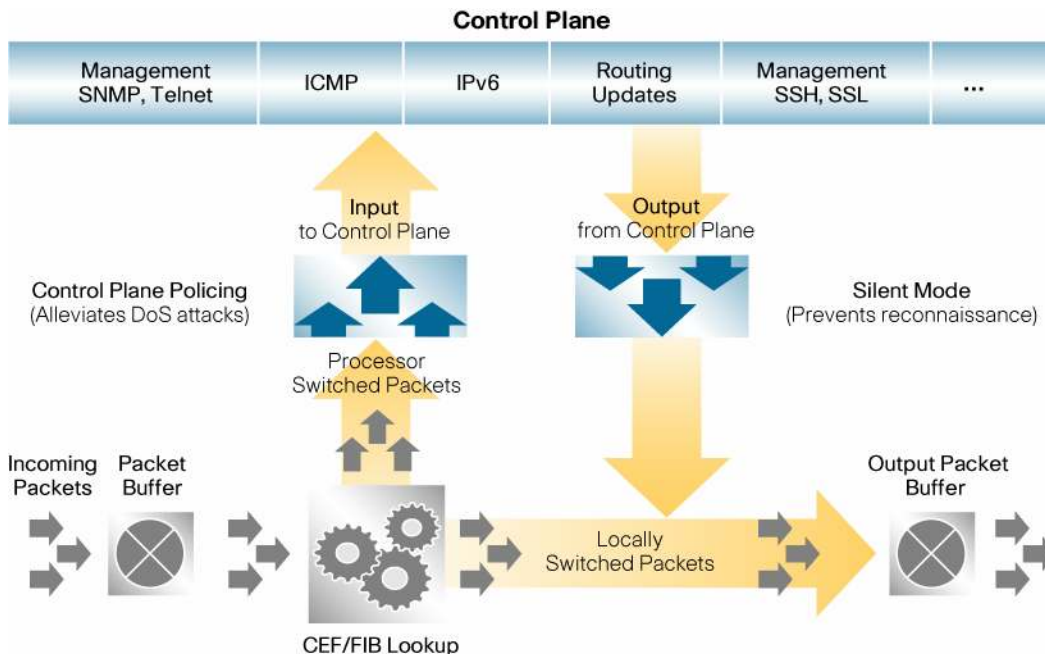 Control Plane
Management
SNMP, Telnet
ICMP
IPv6
Routing
Updates
Management
SSH, SSL
...
Input
to Control Plane
Output
from Control Plane
Control Plane Policing
(Alleviates DoS attacks)
Silent Mode
(Prevents reconnaissance)
Processor
Switched Packets
Incoming
Packets
Packet
Buffer
Output Packet
Buffer
Locally
Switched Packets
CEF/FIB Lookup